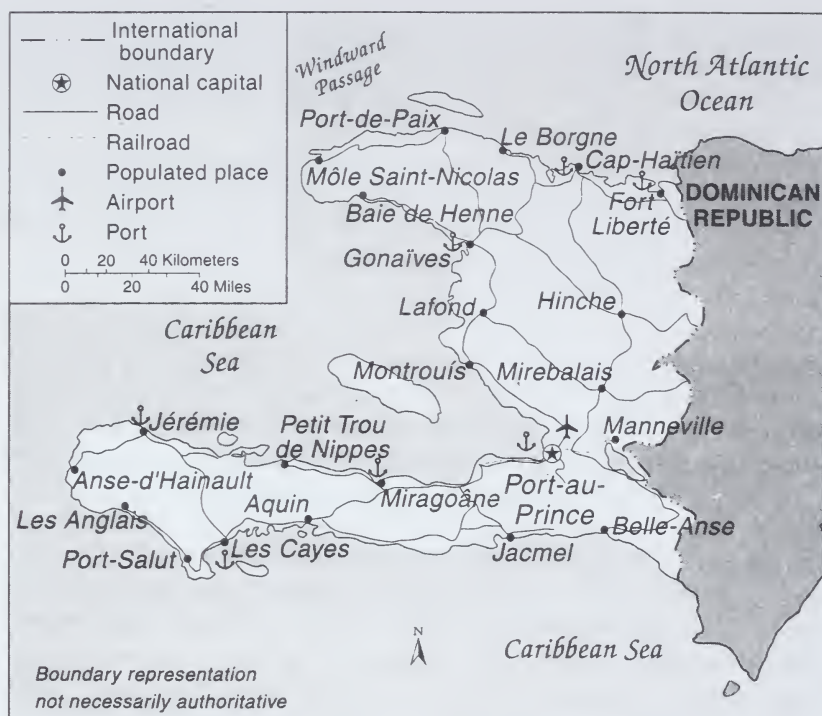 International
boundary
National capital
Road
Railroad
Populated place
Airport
Port
0 20 40 Kilometers
0 20 40 Miles
Windward
Passage
North Atlantic
Ocean
Port-de-Paix
Le Borgne
Cap-Haïtien
Môle Saint-Nicolas
Fort
Liberté
DOMINICAN
REPUBLIC
Baie de Henne
Gonaïves
Lafond
Hinche
Caribbean
Sea
Montrouis
Mirebalais
Jérémie
Petit Trou
de Nippes
Manneville
Anse-d'Hainault
Miragoâne
Port-au-
Prince
Aquin
Les Anglais
Les Cayes
Belle-Anse
Port-Salut
Jacmel
N
Caribbean Sea
Boundary representation
not necessarily authoritative